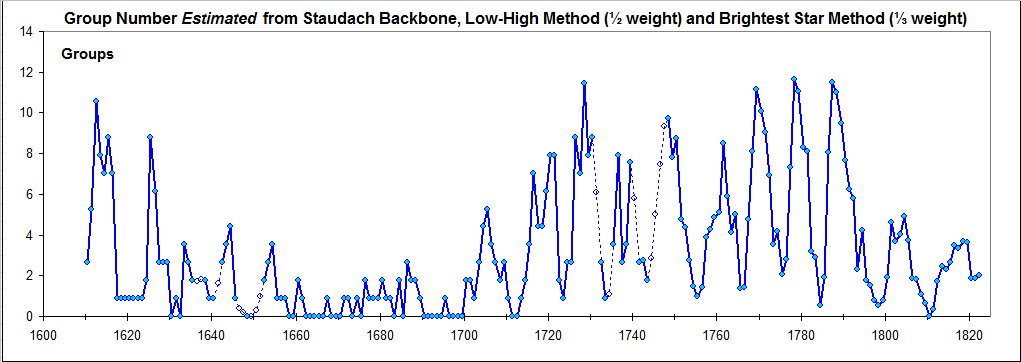 Group Number Estimated from Staudach Backbone, Low-High Method (½ weight) and Brightest Star Method (⅓ weight)
14
Groups
12
10
8
6
4
2
0
1600 1620 1640 1660 1680 1700 1720 1740 1760 1780 1800 1820